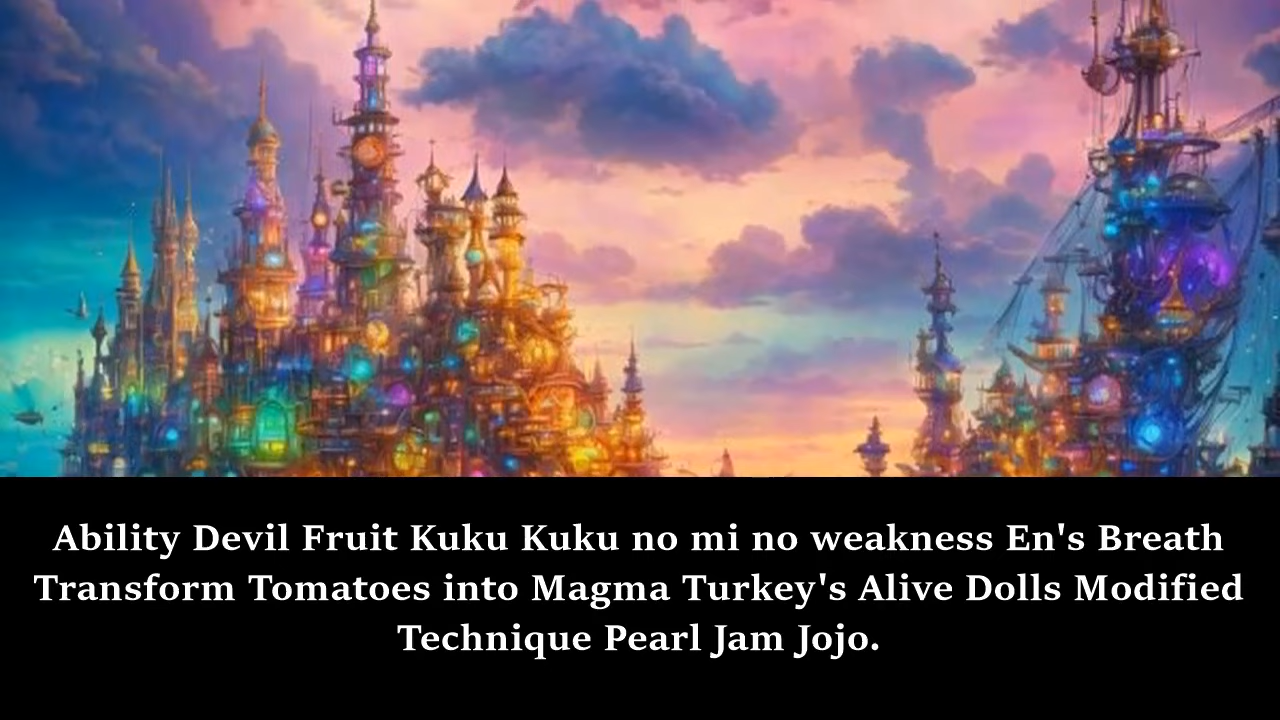 Ability Devil Fruit Kuku Kuku no mi no weakness En's Breath
Transform Tomatoes into Magma Turkey's Alive Dolls Modified
Technique Pearl Jam Jojo.